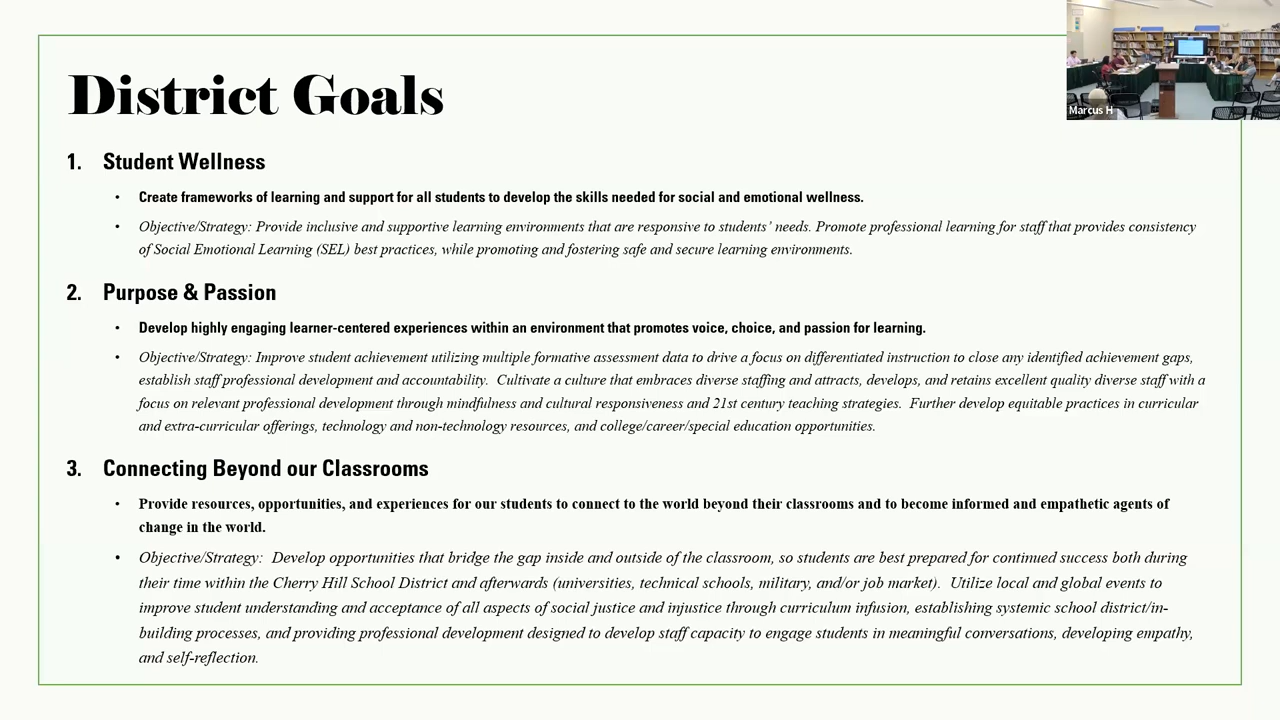 District Goals
Marcus H
1. Student Wellness
• Create frameworks of learning and support for all students to develop the skills needed for social and emotional wellness.
• Objective/Strategy: Provide inclusive and supportive learning environments that are responsive to students' needs. Promote professional learning for staff that provides consistency
of Social Emotional Learning (SEL) best practices, while promoting and fostering safe and secure learning environments.
2. Purpose & Passion
• Develop highly engaging learner-centered experiences within an environment that promotes voice, choice, and passion for learning.
• Objective/Strategy: Improve student achievement utilizing multiple formative assessment data to drive a focus on differentiated instruction to close any identified achievement gaps,
establish staff professional development and accountability.  Cultivate a culture that embraces diverse staffing and attracts, develops, and retains excellent quality diverse staff with a
focus on relevant professional development through mindfulness and cultural responsiveness and 21st century teaching strategies.  Further develop equitable practices in curricular
and extra-curricular offerings, technology and non-technology resources, and college/career/special education opportunities.
3. Connecting Beyond our Classrooms
• Provide resources, opportunities, and experiences for our students to connect to the world beyond their classrooms and to become informed and empathetic agents of
change in the world.
• Objective/Strategy:  Develop opportunities that bridge the gap inside and outside of the classroom, so students are best prepared for continued success both during
their time within the Cherry Hill School District and afterwards (universities, technical schools, military, and/or job market).  Utilize local and global events to
improve student understanding and acceptance of all aspects of social justice and injustice through curriculum infusion, establishing systemic school district/in-
building processes, and providing professional development designed to develop staff capacity to engage students in meaningful conversations, developing empathy,
and self-reflection.